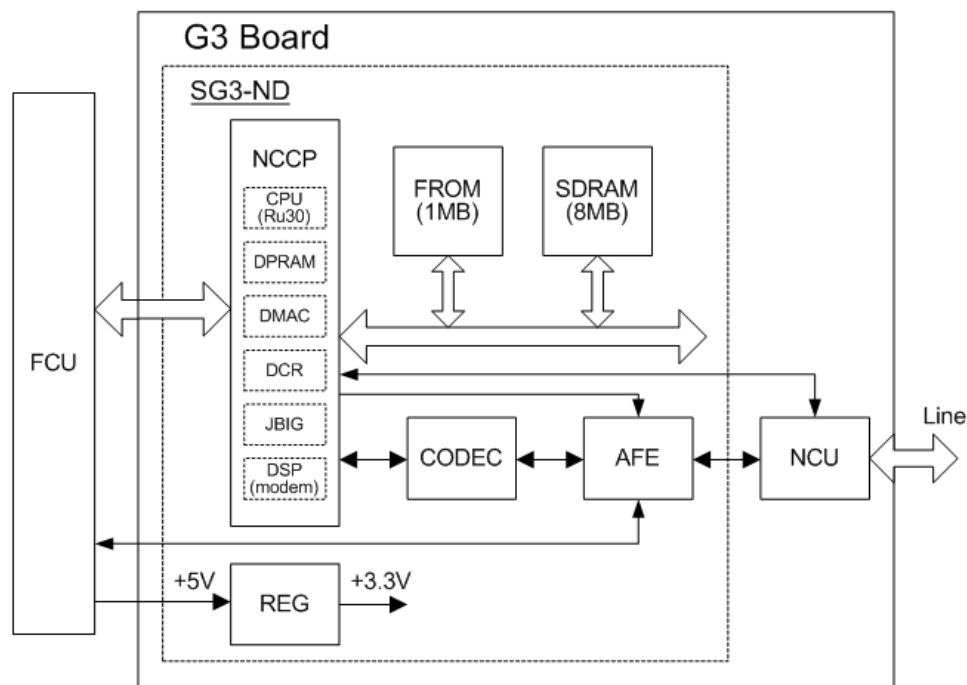 G3 Board
SG3-ND
NCCP
CPU
(Ru30)
DPRAM
DMAC
DCR
JBIG
DSP
(modem)
FROM
(1MB)
SDRAM
(8MB)
FCU
CODEC
AFE
NCU
Line
+5V
REG
+3.3V